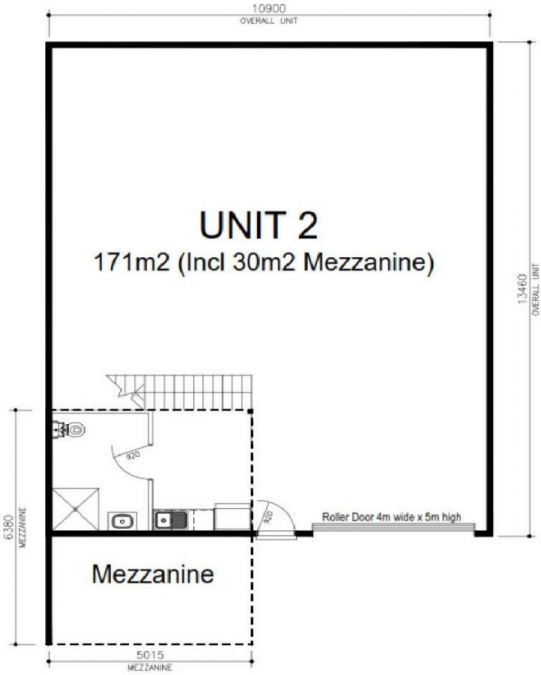 10900
OVERALL UNIT
UNIT 2
171m2 (Incl 30m2 Mezzanine)
13460
OVERALL UNIT
920
6380
MEZZANINE
920
Roller Door 4m wide x 5m high
Mezzanine
5015
MEZZANINE